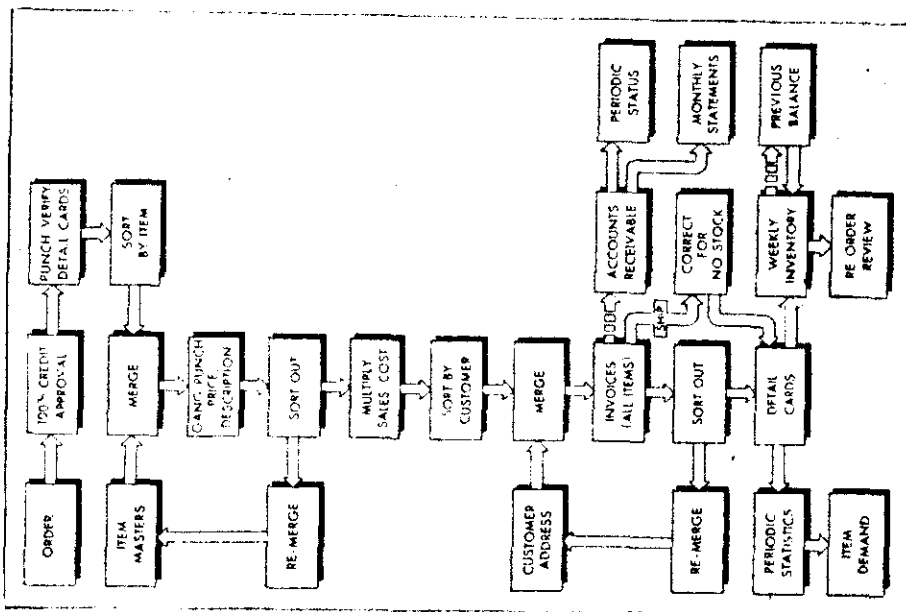 ORDER
100% CREDIT
APPROVAL
PUNCH VERIFY
DETAIL CARDS
ITEM
MASTERS
MERGE
SORT
BY ITEM
GANG PUNCH
PRICE
DESCRIPTION
RE-MERGE
SORT OUT
MULTIPLY
SALES COST
SORT BY
CUSTOMER
CUSTOMER
ADDRESS
MERGE
INVOICES
(ALL ITEMS)
ACCOUNTS
RECEIVABLE
PERIODIC
STATUS
SHIP
RE-MERGE
SORT OUT
CORRECT
FOR
NO STOCK
MONTHLY
STATEMENTS
PERIODIC
STATISTICS
DETAIL
CARDS
WEEKLY
INVENTORY
PREVIOUS
BALANCE
ITEM
DEMAND
RE ORDER
REVIEW